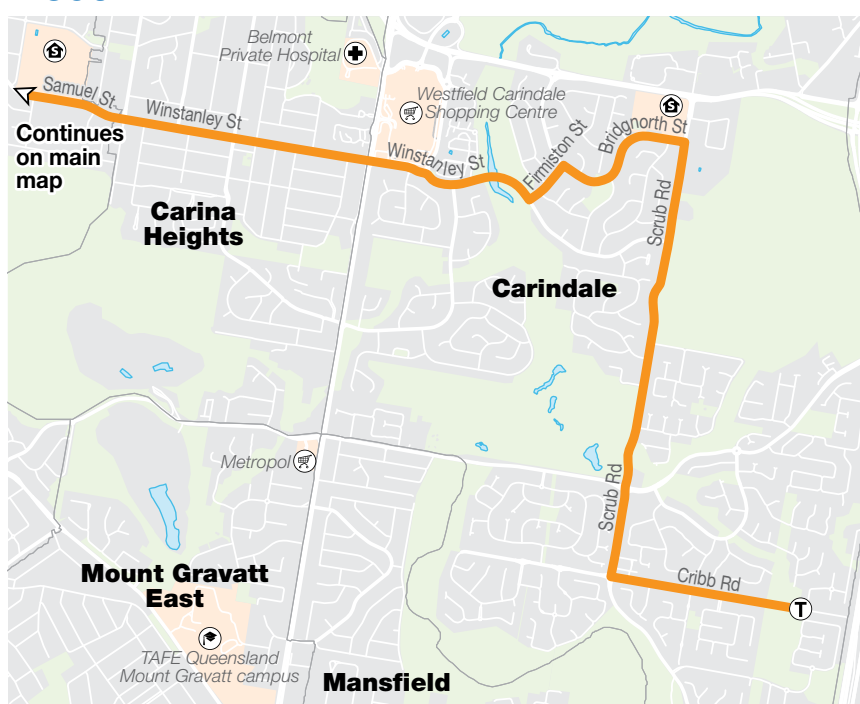 Belmont
Private Hospital
Samuel St
Winstanley St
Continues
on main
map
Westfield Carindale
Shopping Centre
Winstanley St
Firmiston St
Bridgnorth St
S
S
Scrub Rd
Carina
Heights
Carindale
Metropol
Scrub Rd
Cribb Rd
T
Mount Gravatt
East
TAFE Queensland
Mount Gravatt campus
Mansfield